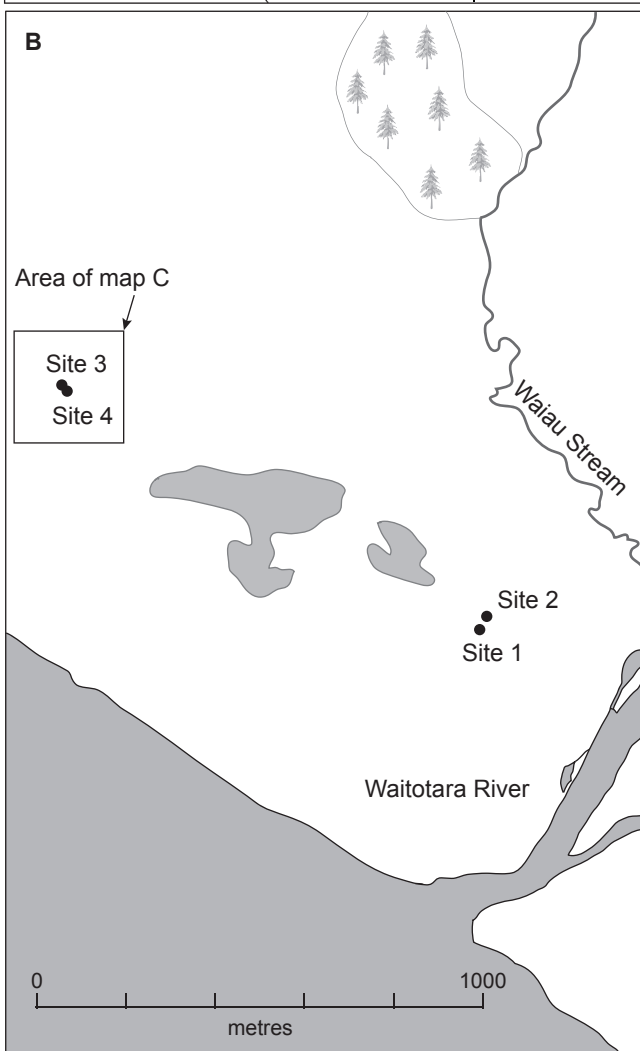 B
Area of map C
Site 3
Site 4
Waiau Stream
Site 2
Site 1
Waitotara River
0
1000
metres